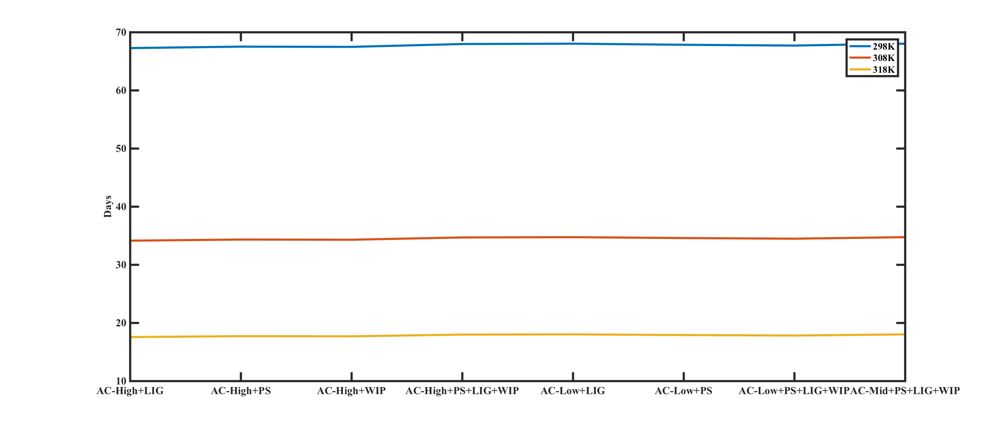 70
60
50
40
30
20
10
Days
298K
308K
318K
AC-High+LIG
AC-High+PS
AC-High+WIP
AC-High+PS+LIG+WIP
AC-Low+LIG
AC-Low+PS
AC-Low+PS+LIG+WIP
AC-Mid+PS+LIG+WIP